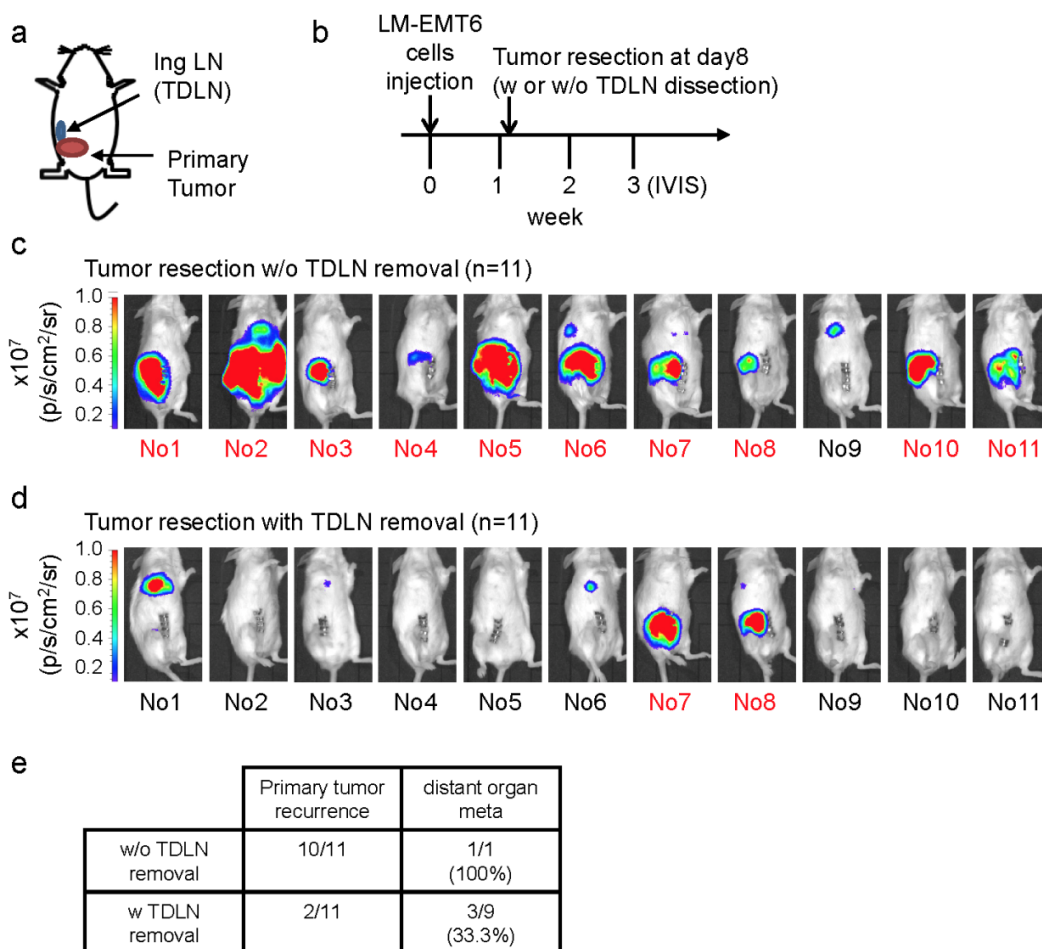 a
Ing LN
(TDLN)
Primary
Tumor
b
LM-EMT6
cells
injection
Tumor resection at day8
(w or w/o TDLN dissection)
0
1
2
3 (IVIS)
week
c
Tumor resection w/o TDLN removal (n=11)
x10⁷
(p/s/cm2/sr)
1.0
0.8
0.6
0.4
0.2
No1 No2 No3 No4 No5 No6 No7 No8 No9 No10 No11
d
Tumor resection with TDLN removal (n=11)
x10⁷
(p/s/cm2/sr)
1.0
0.8
0.6
0.4
0.2
No1 No2 No3 No4 No5 No6 No7 No8 No9 No10 No11
e
Primary tumor
recurrence
distant organ
meta
w/o TDLN
removal
10/11
1/1
(100%)
w TDLN
removal
2/11
3/9
(33.3%)